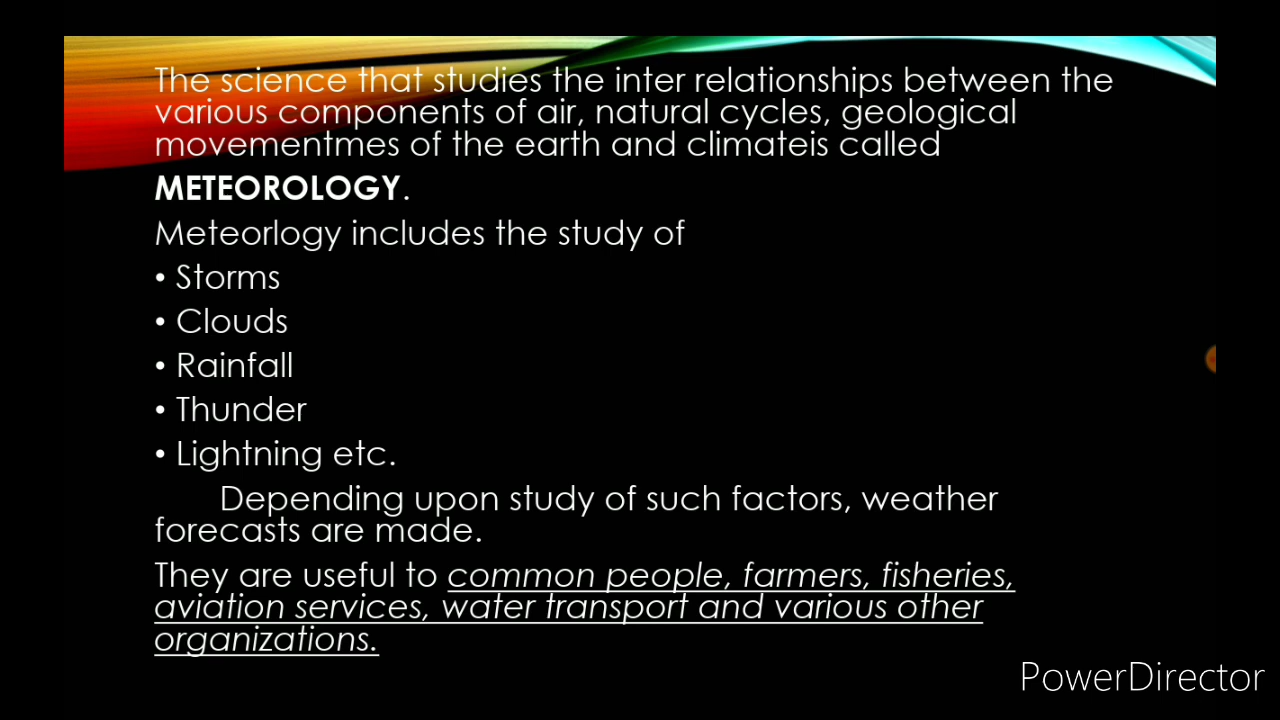 The science that studies the inter relationships between the
various components of air, natural cycles, geological
movementmes of the earth and climateis called
METEOROLOGY.
Meteorlogy includes the study of
• Storms
• Clouds
• Rainfall
• Thunder
• Lightning etc.
Depending upon study of such factors, weather
forecasts are made.
They are useful to common people, farmers, fisheries,
aviation services, water transport and various other
organizations.
PowerDirector